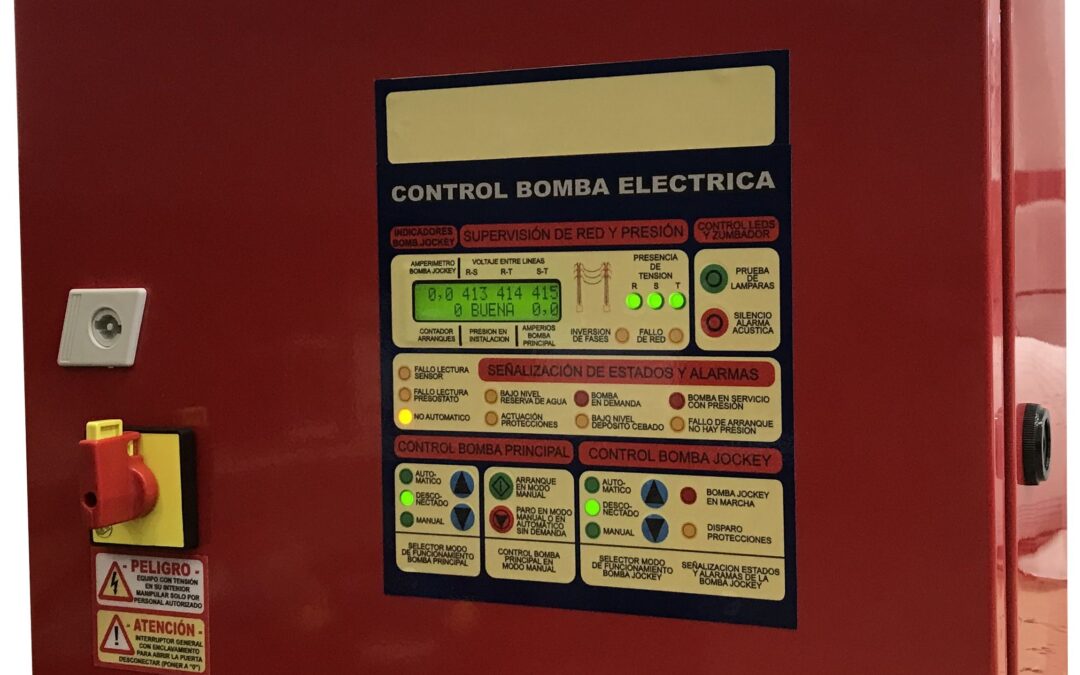 CONTROL BOMBA ELECTRICA
INDICADORES
BOMB.JOCKEY
SUPERVISIÓN DE RED Y PRESIÓN
CONTROL LEDS
Y ZUMBADOR
AMPERIMETRO
BOMBA JOCKEY
VOLTAJE ENTRE LINEAS
R-S R-T S-T
PRESENCIA
DE
TENSION
R S T
0,0 413 414 415
0 BUENA 0,0
CONTADOR
ARRANQUES
PRESION EN
INSTALACION
AMPERIOS
BOMBA
PRINCIPAL
INVERSION
DE FASES
FALLO
DE RED
PRUEBA
DE
LAMPARAS
SILENCIO
ALARMA
ACÚSTICA
FALLO LECTURA
SENSOR
FALLO LECTURA
PRESOSTATO
NO AUTOMATICO
SEÑALIZACIÓN DE ESTADOS Y ALARMAS
BAJO NIVEL
RESERVA DE AGUA
BOMBA
EN DEMANDA
BOMBA EN SERVICIO
CON PRESIÓN
ACTUACIÓN
PROTECCIONES
BAJO NIVEL
DEPÓSITO CEBADO
FALLO DE ARRANQUE
NO HAY PRESION
CONTROL BOMBA PRINCIPAL
AUTO-
MATICO
DESCO-
NECTADO
MANUAL
ARRANQUE
EN MODO
MANUAL
PARO EN MODO
MANUAL O EN
AUTOMÁTICO
SIN DEMANDA
SELECTOR MODO
DE FUNCIONAMIENTO
BOMBA PRINCIPAL
CONTROL BOMBA
PRINCIPAL EN
MODO MANUAL
CONTROL BOMBA JOCKEY
AUTO-
MATICO
DESCO-
NECTADO
MANUAL
BOMBA JOCKEY
EN MARCHA
DISPARO
PROTECCIONES
SELECTOR MODO
DE FUNCIONAMIENTO
BOMBA JOCKEY
SEÑALIZACION ESTADOS
Y ALARAMAS DE LA
BOMBA JOCKEY
- PELIGRO -
EQUIPO CON TENSIÓN
EN SU INTERIOR
MANIPULAR SOLO POR
PERSONAL AUTORIZADO
- ATENCIÓN -
INTERRUPTOR GENERAL
CON ENCLAVAMIENTO
PARA ABRIR LA PUERTA
DESCONECTAR (PONER A "0")